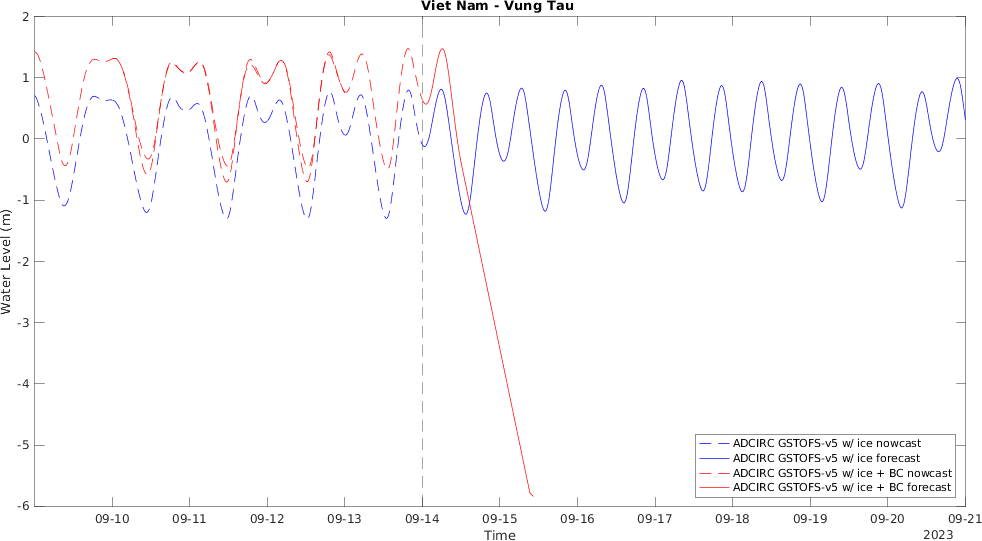 Viet Nam - Vung Tau
2
1
0
-1
-2
-3
-4
-5
-6
Water Level (m)
ADCIRC GSTOFS-v5 w/ ice nowcast
ADCIRC GSTOFS-v5 w/ ice forecast
ADCIRC GSTOFS-v5 w/ ice + BC nowcast
ADCIRC GSTOFS-v5 w/ ice + BC forecast
09-10 09-11 09-12 09-13 09-14 09-15 09-16 09-17 09-18 09-19 09-20 09-21
Time
2023